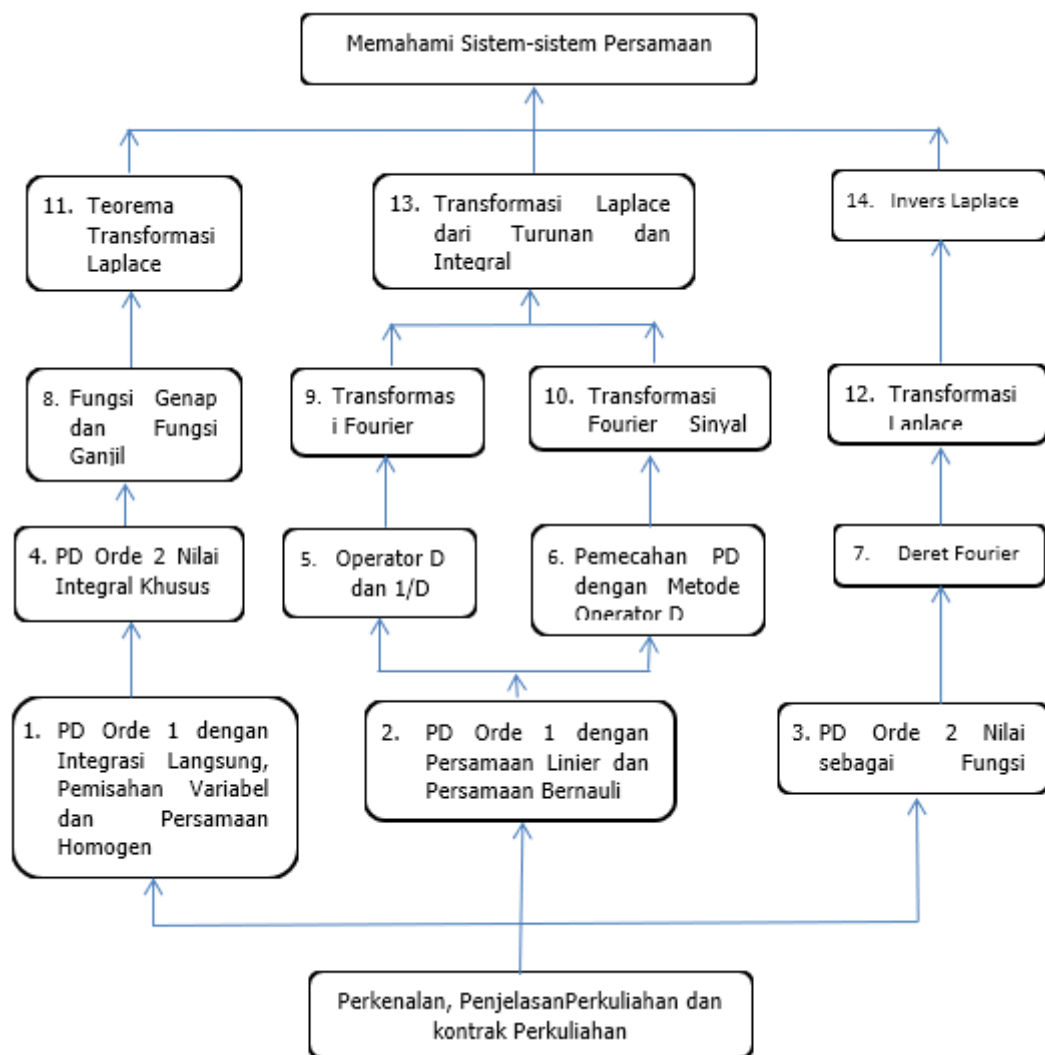 Memahami Sistem-sistem Persamaan
11. Teorema
Transformasi
Laplace
13. Transformasi Laplace
dari Turunan dan
Integral
14. Invers Laplace
8. Fungsi Genap
dan Fungsi
Ganjil
9. Transformas
i Fourier
10. Transformasi
Fourier Sinyal
12. Transformasi
Laplace
4. PD Orde 2 Nilai
Integral Khusus
5. Operator D
dan 1/D
6. Pemecahan PD
dengan Metode
Operator D
7. Deret Fourier
1. PD Orde 1 dengan
Integrasi Langsung,
Pemisahan Variabel
dan Persamaan
Homogen
2. PD Orde 1 dengan
Persamaan Linier dan
Persamaan Bernauli
3. PD Orde 2 Nilai
sebagai Fungsi
Perkenalan, PenjelasanPerkuliahan dan
kontrak Perkuliahan